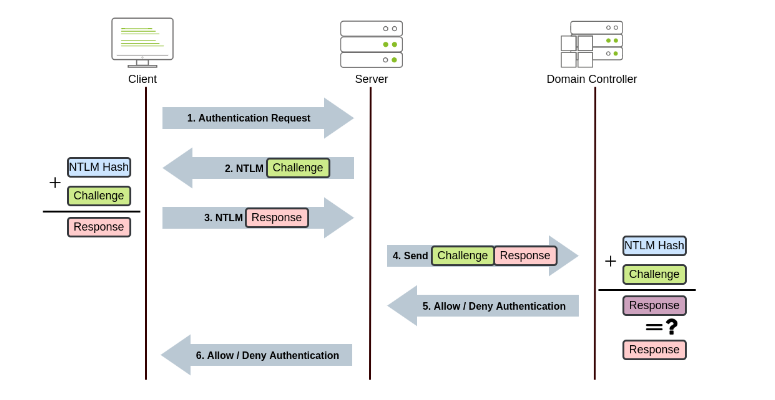 Client
Server
Domain Controller
1. Authentication Request
2. NTLM Challenge
3. NTLM Response
4. Send Challenge Response
5. Allow / Deny Authentication
6. Allow / Deny Authentication
NTLM Hash
+
Challenge
Response
NTLM Hash
+
Challenge
Response
=?
Response